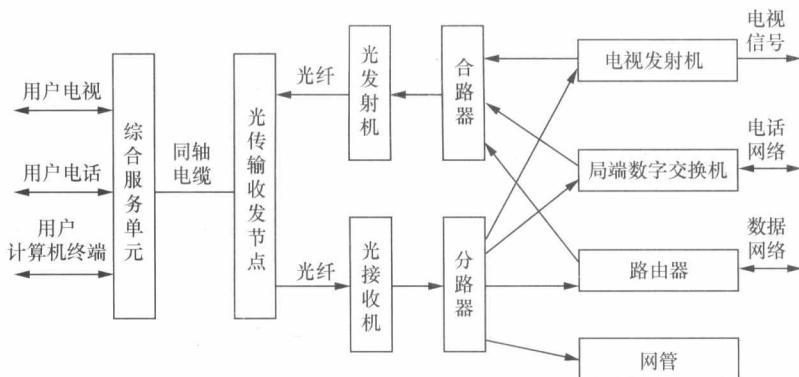 用户电视
用户电话
用户
计算机终端
综合服务单元
同轴
电缆
光传输收发节点
光纤
光纤
光发射机
光接收机
合路器
分路器
电视发射机
局端数字交换机
路由器
网管
电视
信号
电话
网络
数据
网络